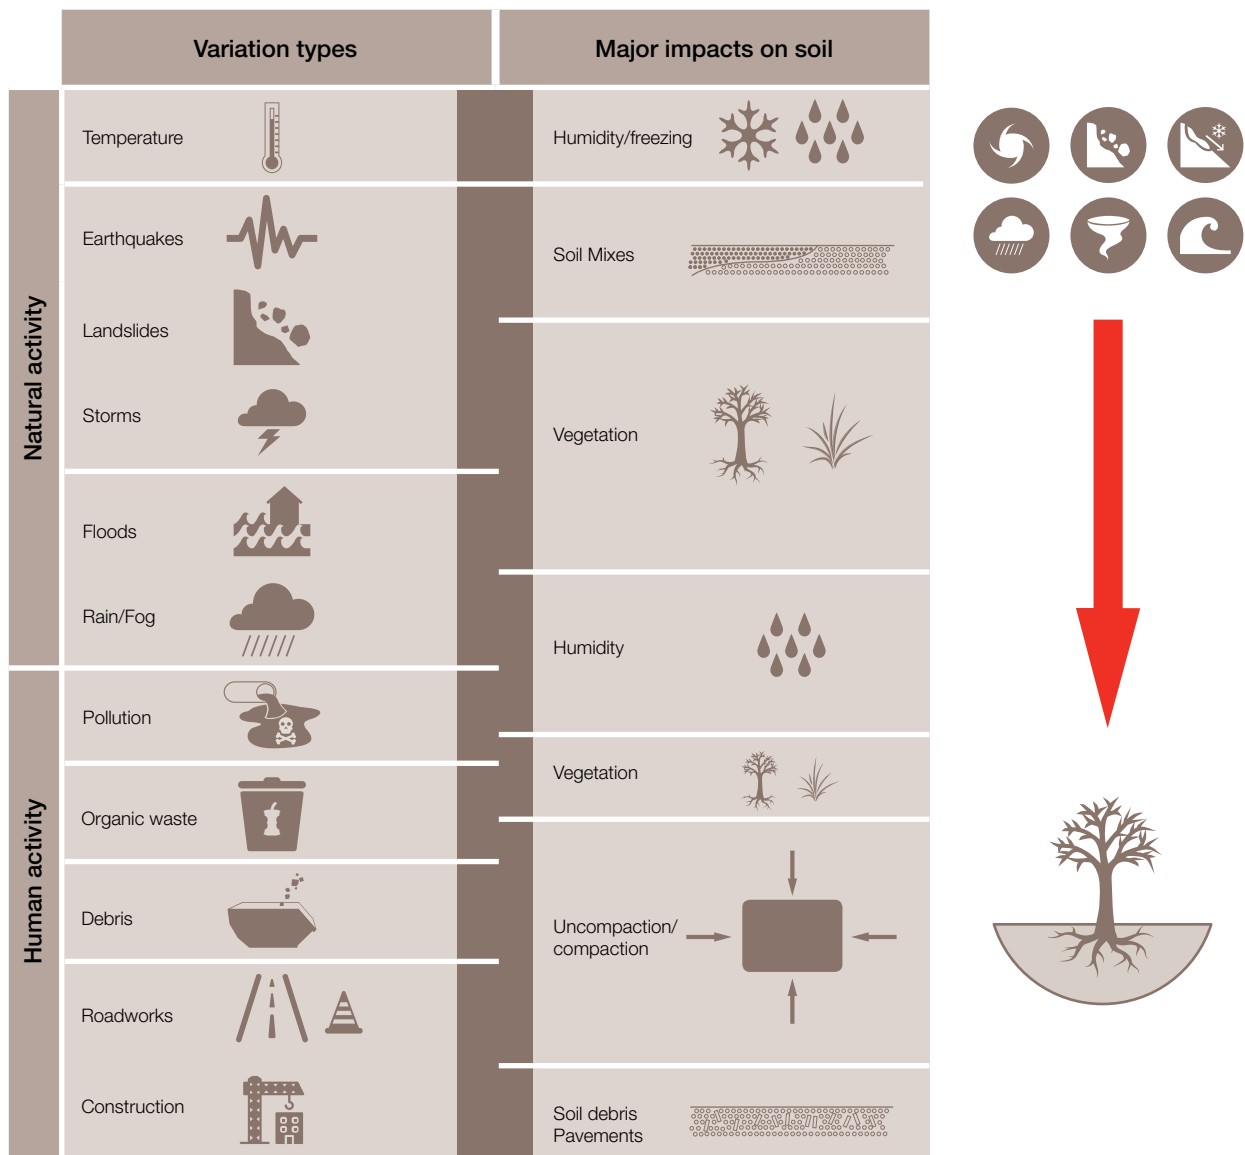 Variation types
Major impacts on soil
Natural activity
Temperature
Humidity/freezing
Earthquakes
Soil Mixes
Landslides
Storms
Vegetation
Floods
Rain/Fog
Humidity
Human activity
Pollution
Vegetation
Organic waste
Debris
Uncompaction/
compaction
Roadworks
Construction
Soil debris
Pavements